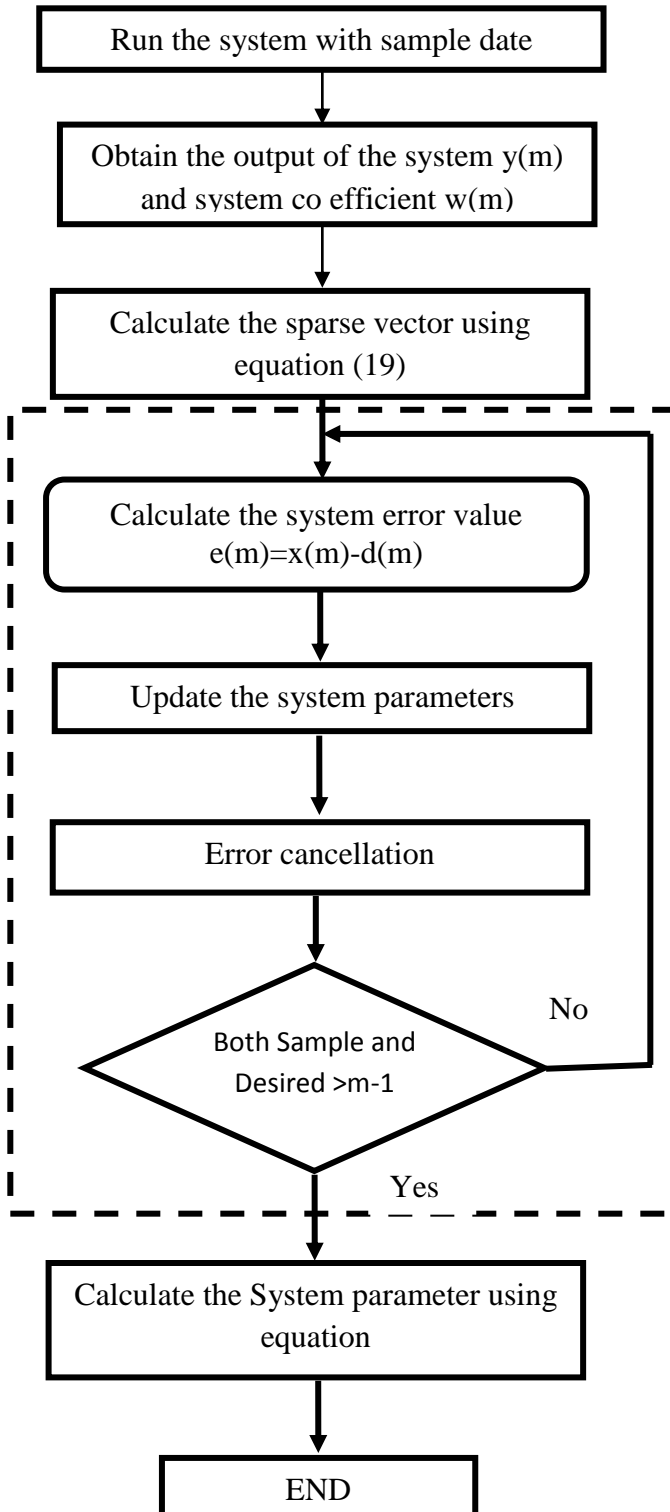 Run the system with sample date
Obtain the output of the system y(m)
and system co efficient w(m)
Calculate the sparse vector using
equation (19)
Calculate the system error value
e(m)=x(m)-d(m)
Update the system parameters
Error cancellation
No
Both Sample and
Desired >m-1
Yes
Calculate the System parameter using
equation
END